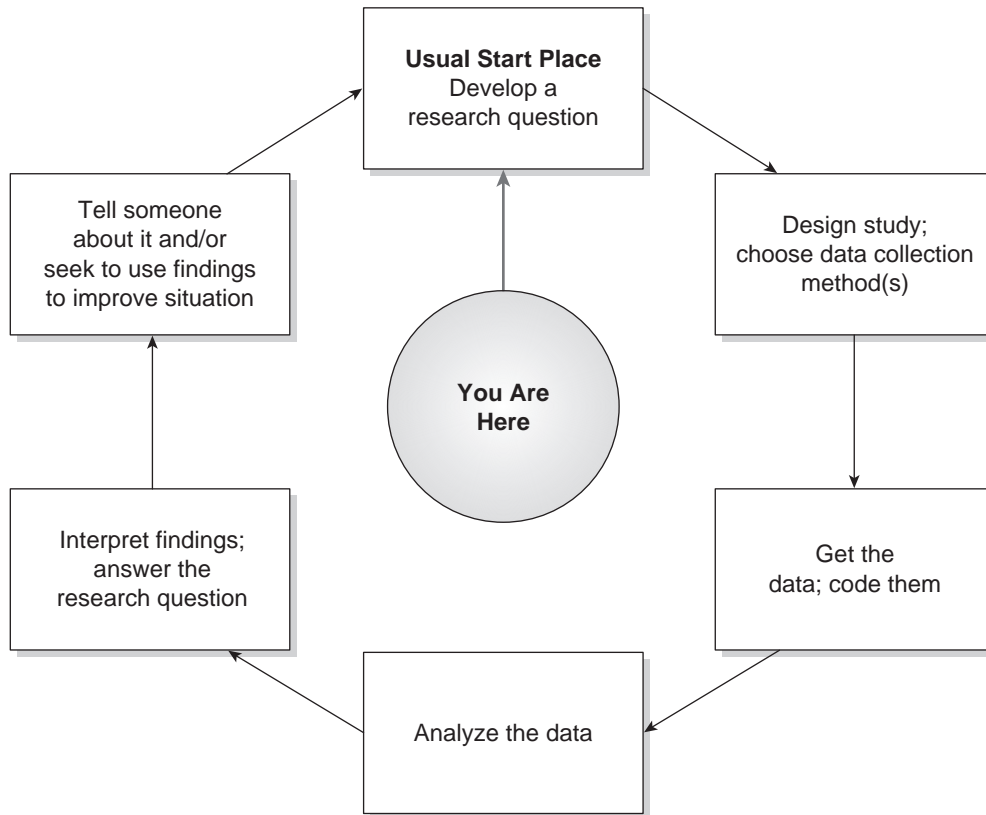 Usual Start Place
Develop a
research question
Design study;
choose data collection
method(s)
Get the
data; code them
Analyze the data
Interpret findings;
answer the
research question
Tell someone
about it and/or
seek to use findings
to improve situation
You Are
Here